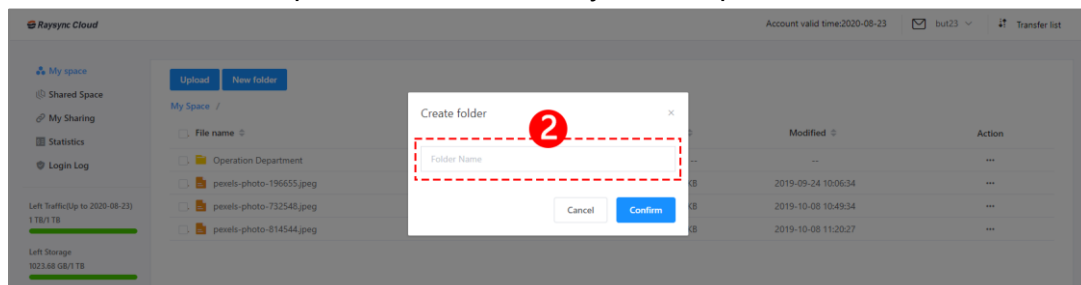 Raysync Cloud
Account valid time:2020-08-23
but23
Transfer list
My space
Shared Space
My Sharing
Statistics
Login Log
Left Traffic(Up to 2020-08-23)
1 TB/1 TB
Left Storage
1023.68 GB/1 TB
Upload New folder
My Space /
File name Modified Action
Operation Department -- -- ···
pexels-photo-196655.jpeg KB 2019-09-24 10:06:34 ···
pexels-photo-732548.jpeg KB 2019-10-08 10:49:34 ···
pexels-photo-814544.jpeg KB 2019-10-08 11:20:27 ···
Create folder ×
2
Folder Name
Cancel Confirm